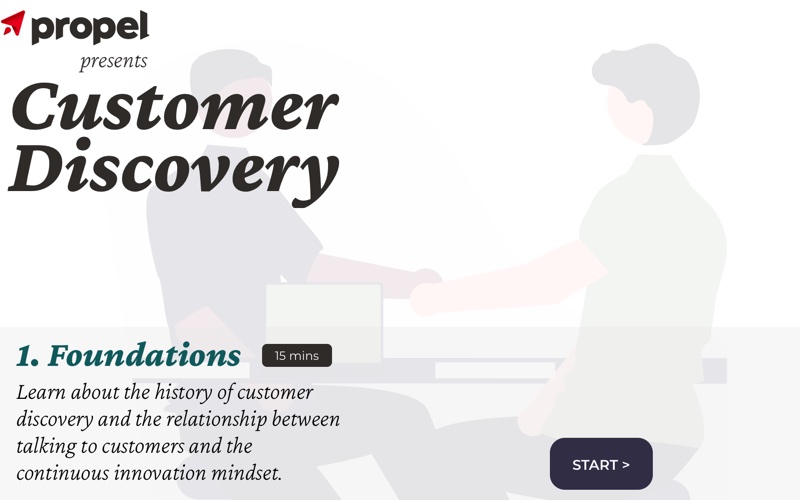 propel
presents
Customer
Discovery
1. Foundations
15 mins
Learn about the history of customer
discovery and the relationship between
talking to customers and the
continuous innovation mindset.
START >